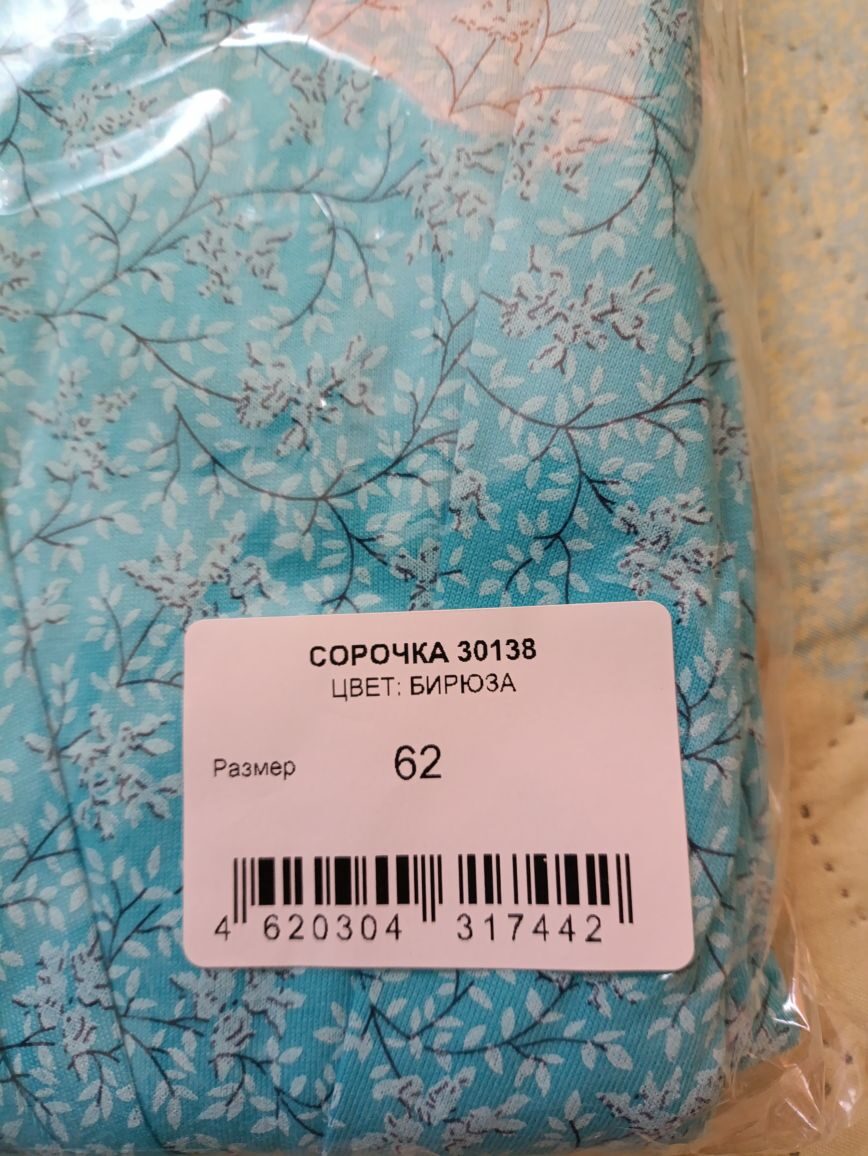 СОРОЧКА 30138
ЦВЕТ: БИРЮЗА
Размер 62
4 620304 317442